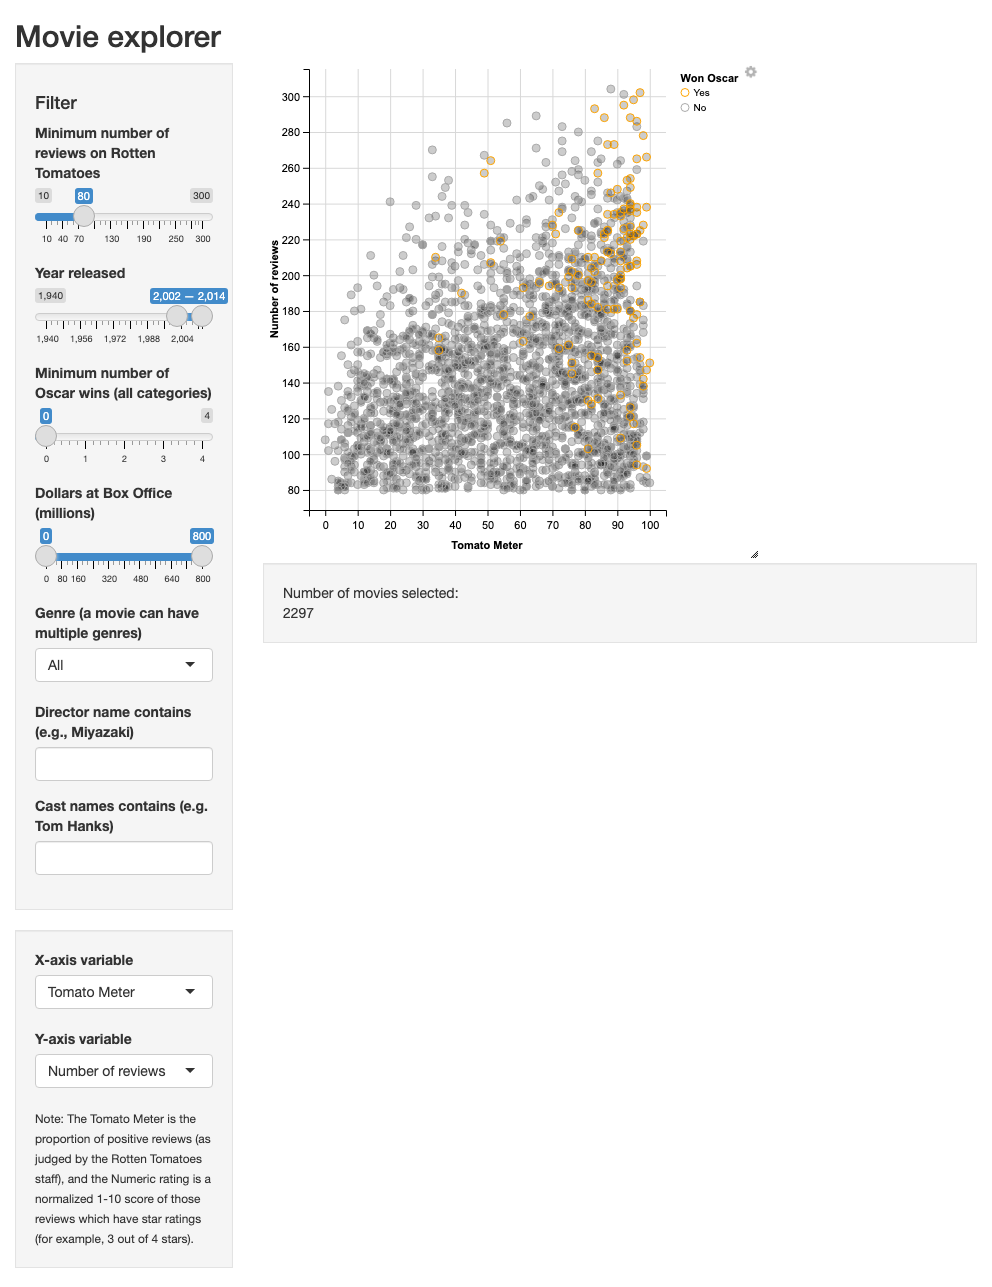 Movie explorer
Filter
Minimum number of
reviews on Rotten
Tomatoes
10 80 300
10 40 70 130 190 250 300
Year released
1,940 2,002 — 2,014
1,940 1,956 1,972 1,988 2,004
Minimum number of
Oscar wins (all categories)
0 4
0 1 2 3 4
Dollars at Box Office
(millions)
0 800
0 80 160 320 480 640 800
Genre (a movie can have
multiple genres)
All
Director name contains
(e.g., Miyazaki)
Cast names contains (e.g.
Tom Hanks)
X-axis variable
Tomato Meter
Y-axis variable
Number of reviews
Note: The Tomato Meter is the
proportion of positive reviews (as
judged by the Rotten Tomatoes
staff), and the Numeric rating is a
normalized 1-10 score of those
reviews which have star ratings
(for example, 3 out of 4 stars).
Number of reviews
300
280
260
240
220
200
180
160
140
120
100
80
0 10 20 30 40 50 60 70 80 90 100
Tomato Meter
Won Oscar
Yes
No
Number of movies selected:
2297